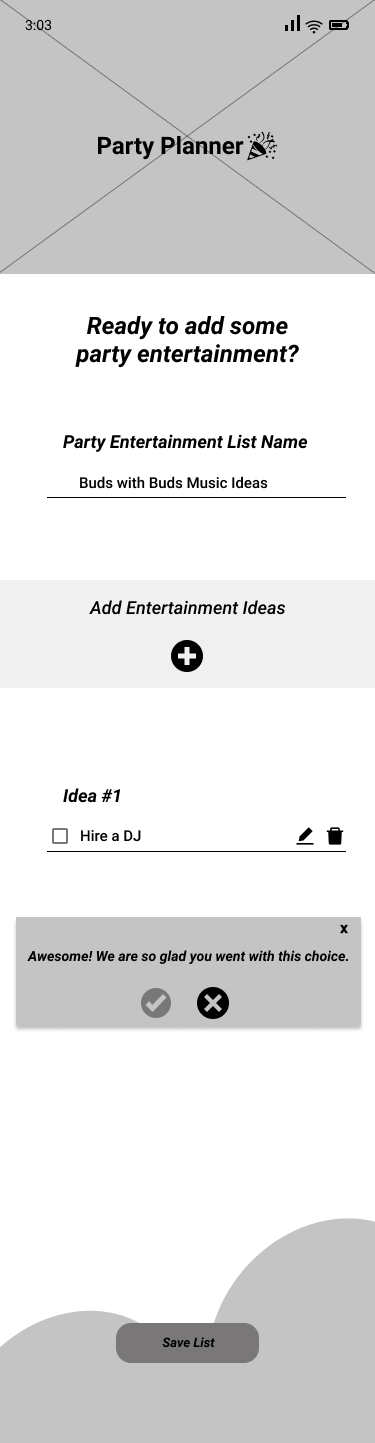 3:03
Party Planner
Ready to add some
party entertainment?
Party Entertainment List Name
Buds with Buds Music Ideas
Add Entertainment Ideas
Idea #1
Hire a DJ
x
Awesome! We are so glad you went with this choice.
Save List